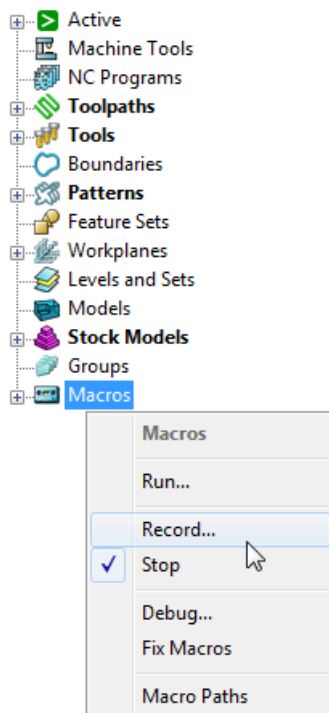 Active
Machine Tools
NC Programs
Toolpaths
Tools
Boundaries
Patterns
Feature Sets
Workplanes
Levels and Sets
Models
Stock Models
Groups
Macros
Macros
Run...
Record...
Stop
Debug...
Fix Macros
Macro Paths